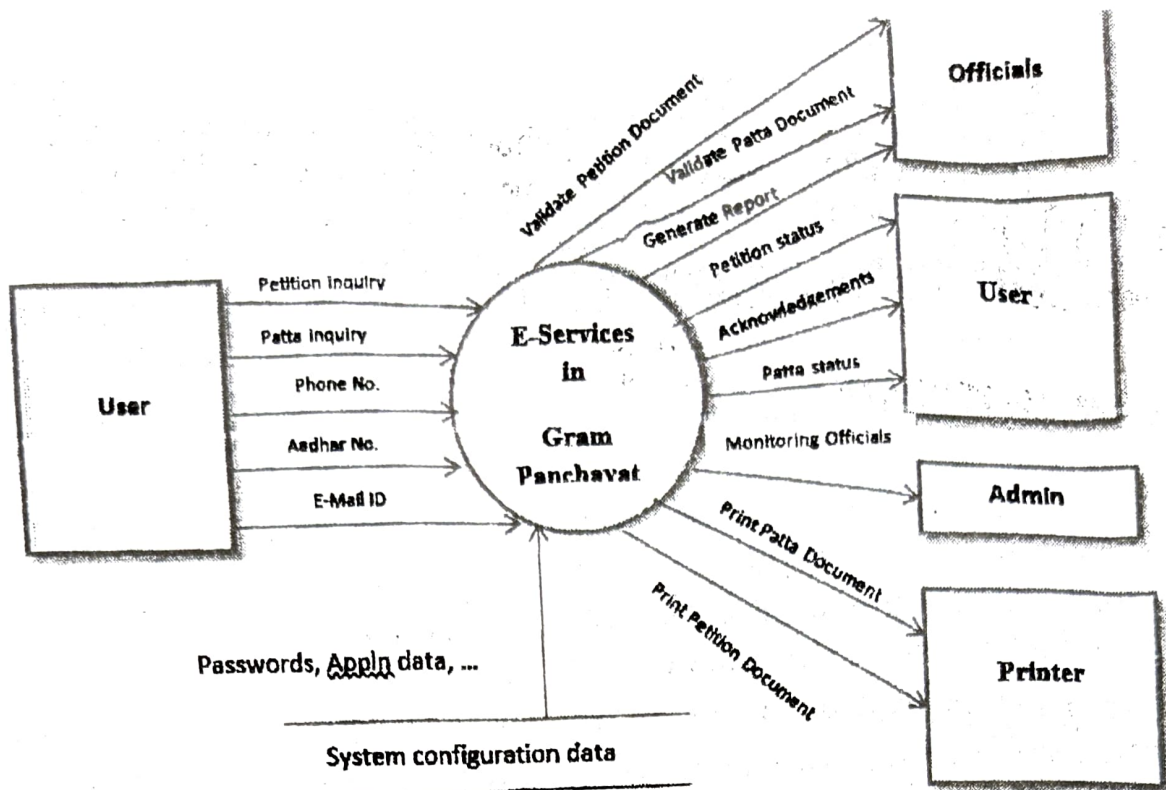 Officials
Validate Petition Document
Validate Patta Document
Generate Report
Petition status
Acknowledgements
Patta status
User
Petition inquiry
Patta inquiry
Phone No.
Aadhar No.
E-Mail ID
User
E-Services
in
Gram
Panchayat
Monitoring Officials
Admin
Print Patta Document
Print Petition Document
Printer
Passwords, Appln data, ...
System configuration data